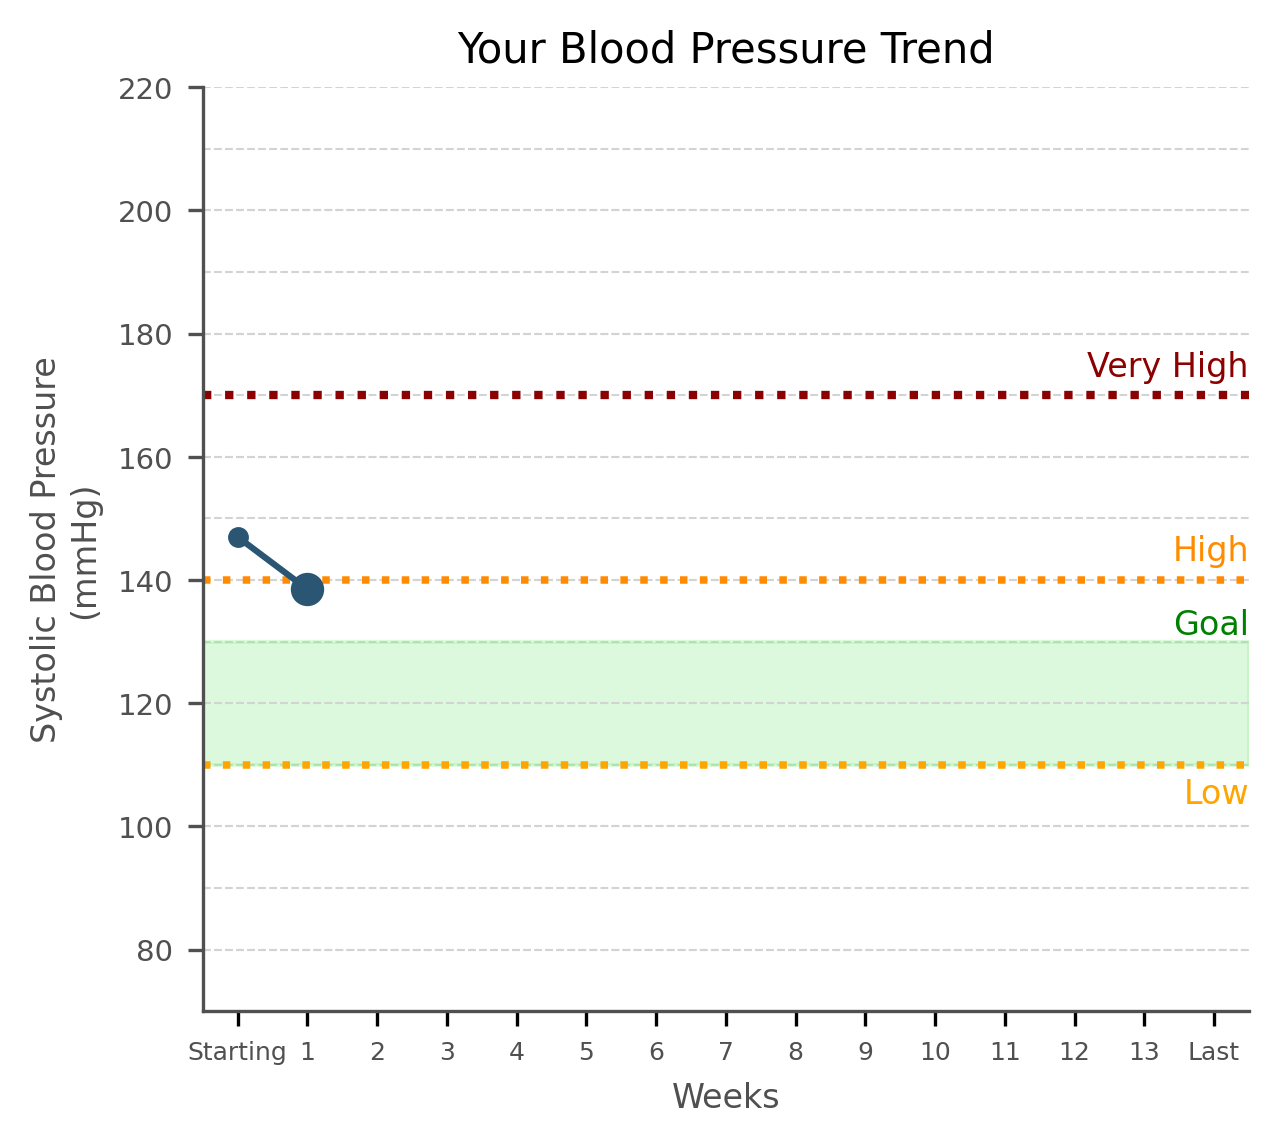 Your Blood Pressure Trend
220
200
180
160
140
120
100
80
Systolic Blood Pressure
(mmHg)
Very High
High
Goal
Low
Starting 1 2 3 4 5 6 7 8 9 10 11 12 13 Last
Weeks